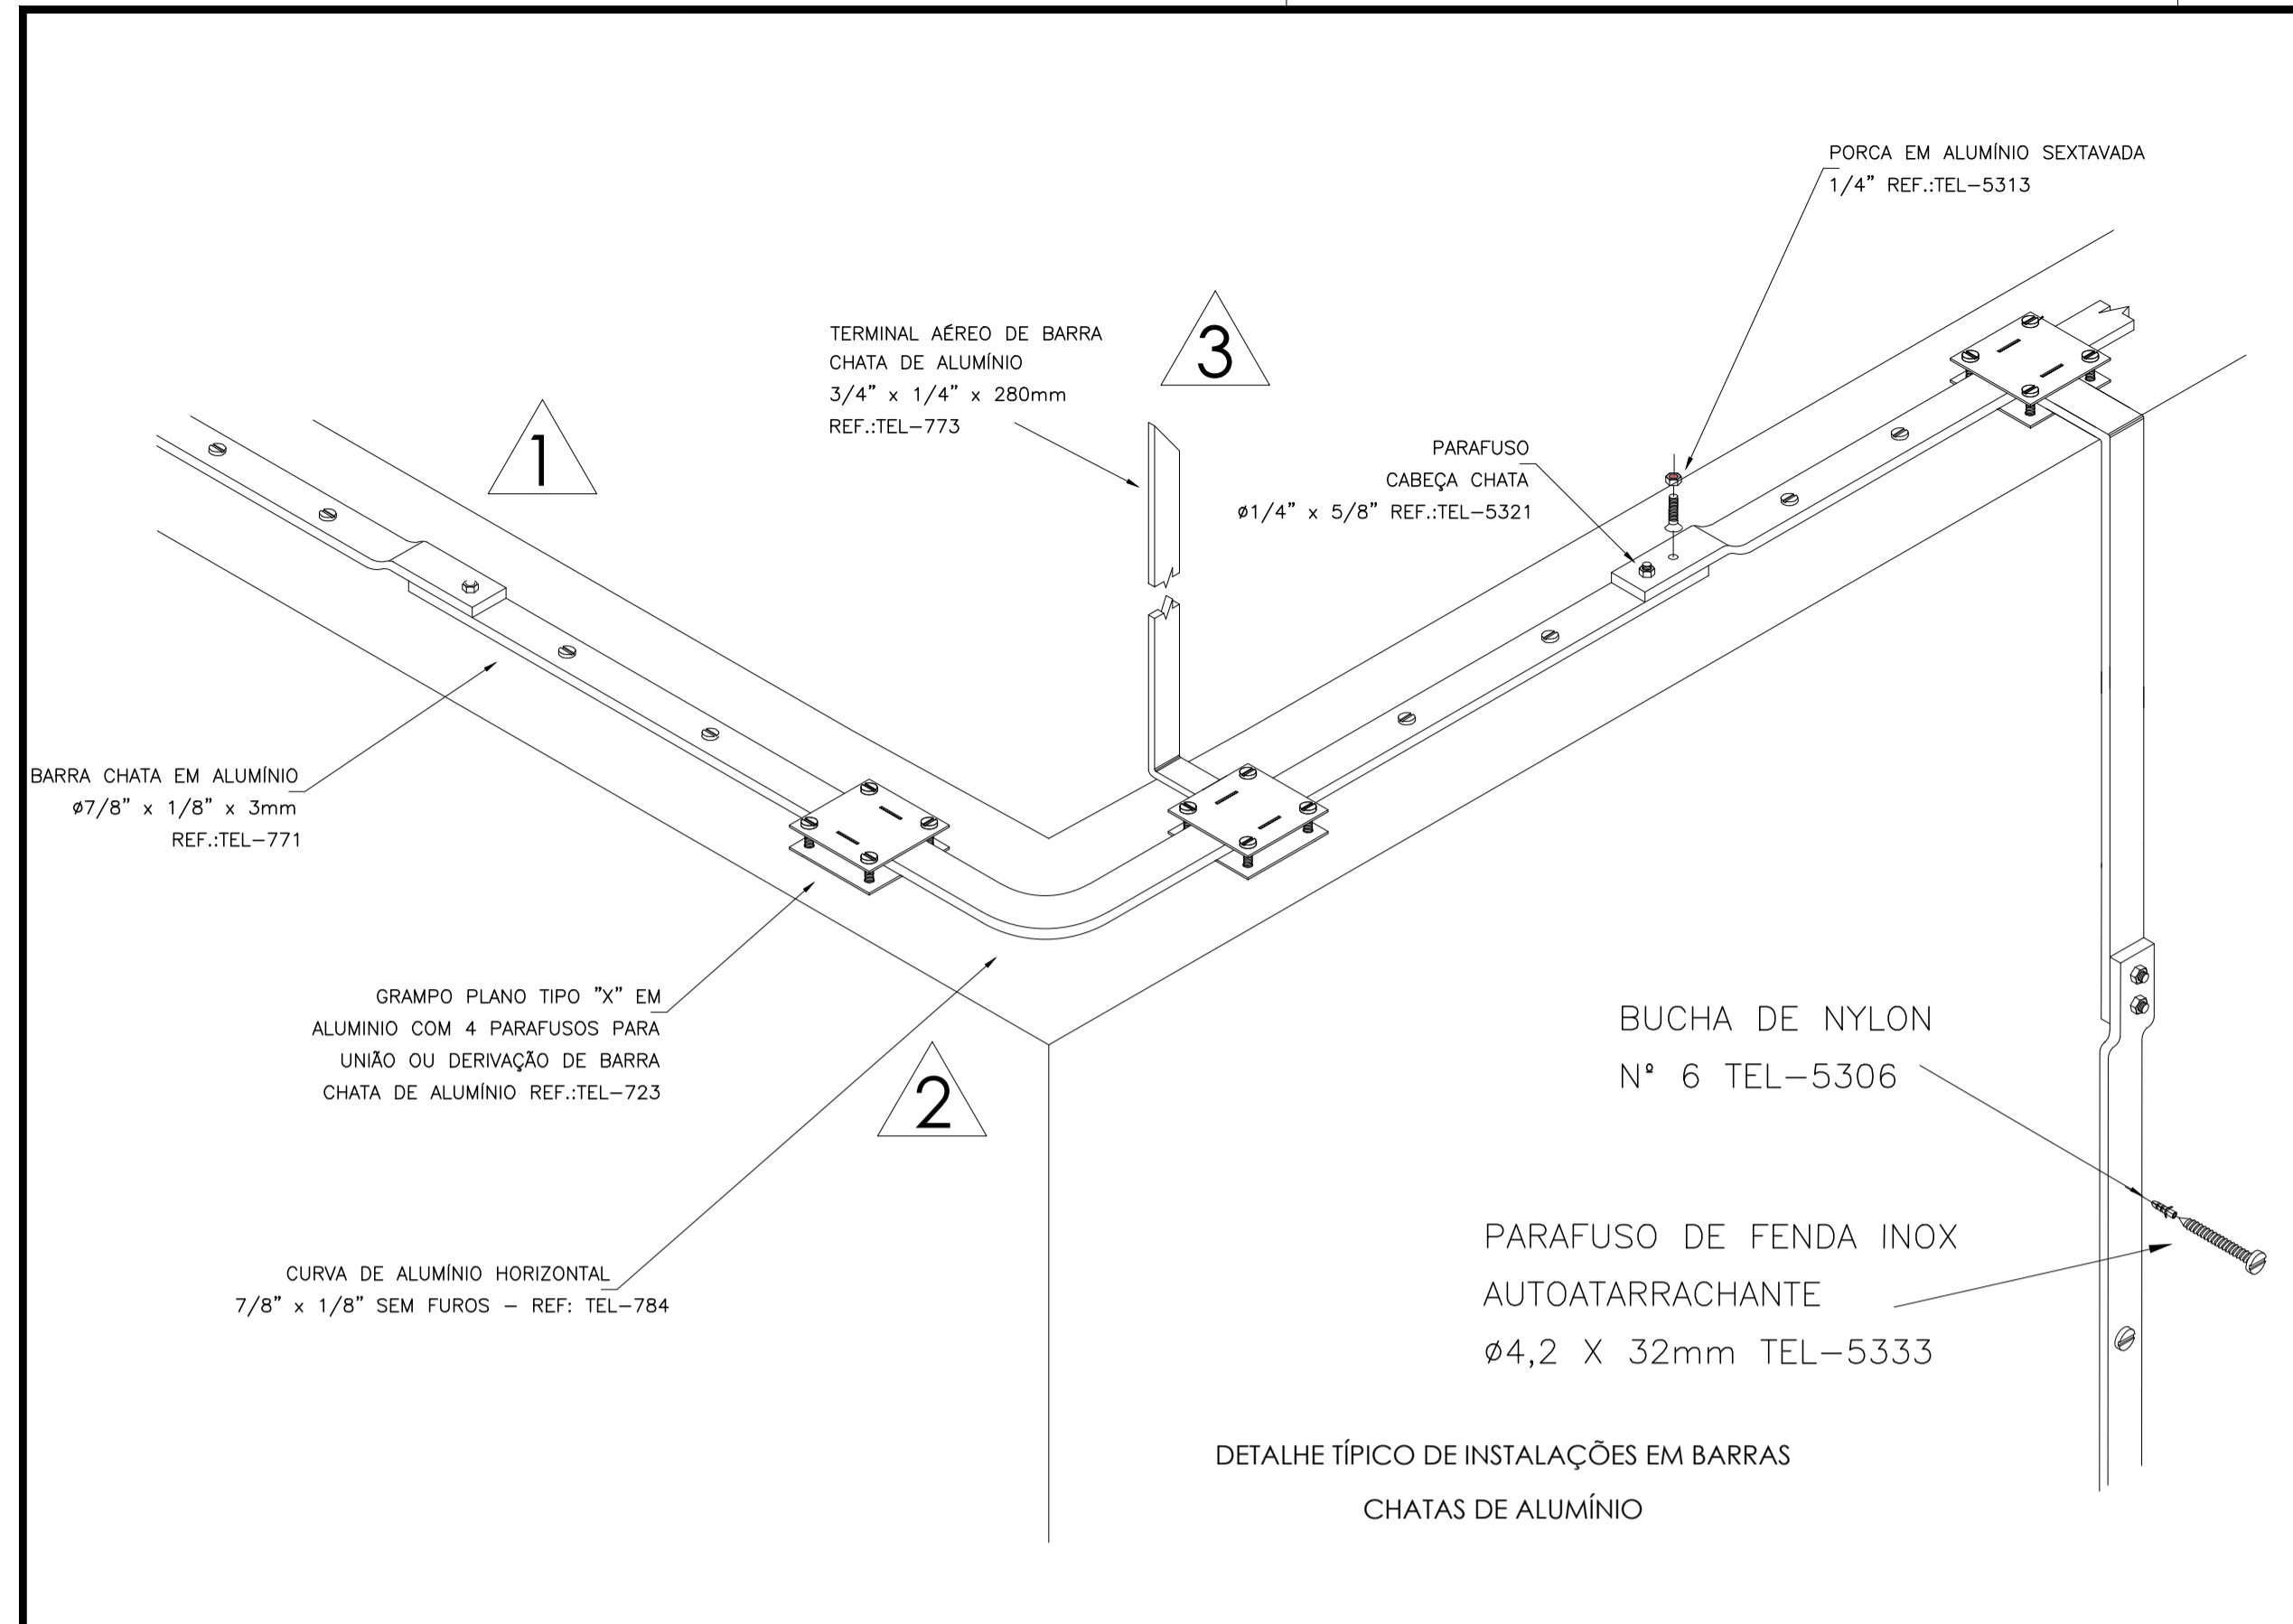 PORCA EM ALUMÍNIO SEXTAVADA
1/4" REF.:TEL-5313
TERMINAL AÉREO DE BARRA
CHATA DE ALUMÍNIO
3/4" x 1/4" x 280mm
REF.:TEL-773
3
1
PARAFUSO
CABEÇA CHATA
ø1/4" x 5/8" REF.:TEL-5321
BARRA CHATA EM ALUMÍNIO
ø7/8" x 1/8" x 3mm
REF.:TEL-771
GRAMPO PLANO TIPO "X" EM
ALUMINIO COM 4 PARAFUSOS PARA
UNIÃO OU DERIVAÇÃO DE BARRA
CHATA DE ALUMÍNIO REF.:TEL-723
2
BUCHA DE NYLON
Nº 6 TEL-5306
CURVA DE ALUMÍNIO HORIZONTAL
7/8" x 1/8" SEM FUROS - REF: TEL-784
PARAFUSO DE FENDA INOX
AUTOATARRACHANTE
ø4,2 X 32mm TEL-5333
DETALHE TÍPICO DE INSTALAÇÕES EM BARRAS
CHATAS DE ALUMÍNIO